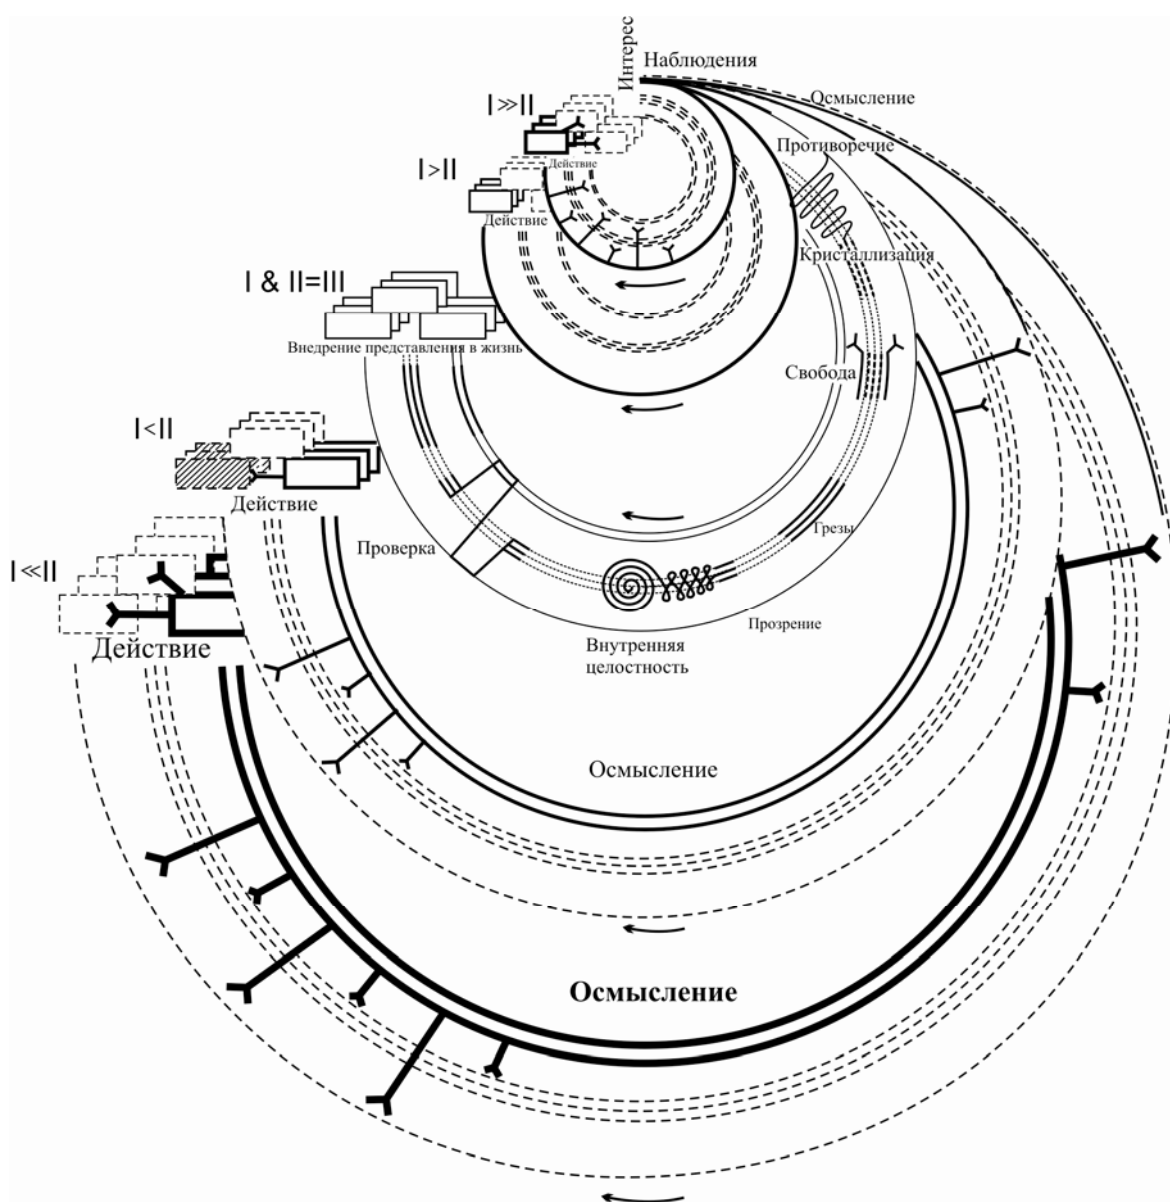 Интерес
Наблюдения
Осмысление
I>>II
Противоречие
Действие
I>II
Действие
Кристаллизация
I & II=III
Внедрение представления в жизнь
Свобода
I<II
Действие
Грезы
Проверка
I<<II
Прозрение
Внутренняя
целостность
Действие
Осмысление
Осмысление